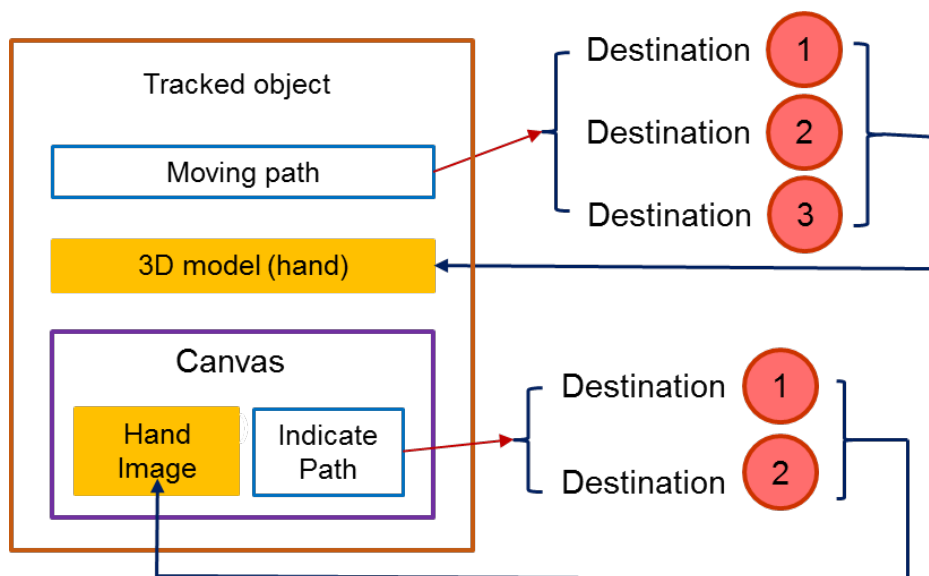 Tracked object
Moving path
3D model (hand)
Canvas
Hand
Image
Indicate
Path
Destination 1
Destination 2
Destination 3
Destination 1
Destination 2